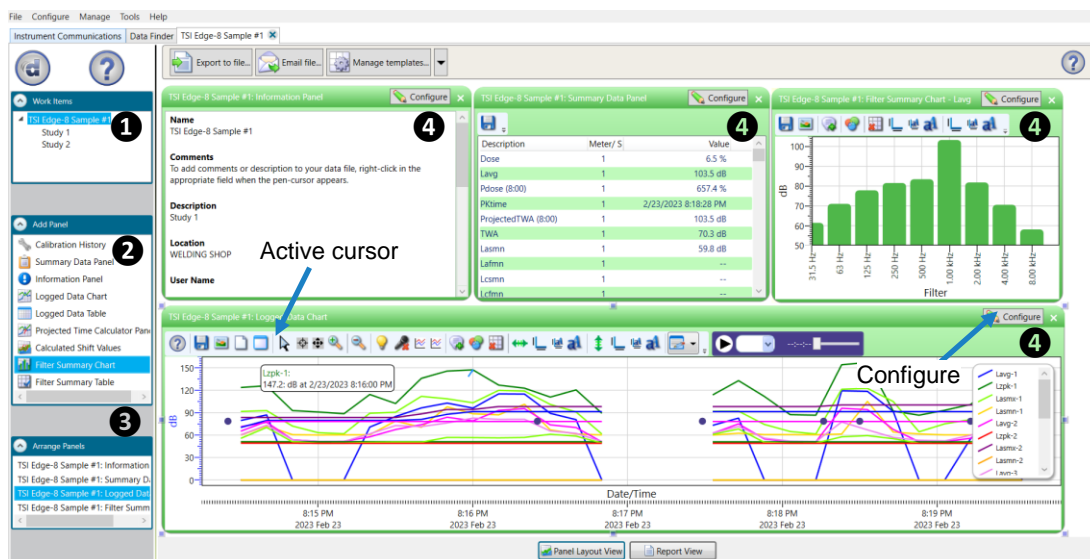 File Configure Manage Tools Help
Instrument Communications Data Finder TSI Edge-8 Sample #1
Export to file... Email file... Manage templates...
d ? ?
Work Items
TSI Edge-8 Sample #1
Study 1
Study 2
1
Add Panel
Calibration History
Summary Data Panel
Information Panel
Logged Data Chart
Logged Data Table
Projected Time Calculator Pan
Calculated Shift Values
Filter Summary Chart
Filter Summary Table
2
3
Arrange Panels
TSI Edge-8 Sample #1: Information
TSI Edge-8 Sample #1: Summary D
TSI Edge-8 Sample #1: Logged Dat
TSI Edge-8 Sample #1: Filter Summ
TSI Edge-8 Sample #1: Information Panel Configure
4
Name
TSI Edge-8 Sample #1
Comments
To add comments or description to your data file, right-click in the
appropriate field when the pen-cursor appears.
Description
Study 1
Location
WELDING SHOP
User Name
Active cursor
TSI Edge-8 Sample #1: Summary Data Panel Configure
4
Description Meter/ S Value
Dose 1 6.5 %
Lavg 1 103.5 dB
Pdose (8:00) 1 657.4 %
PKtime 1 2/23/2023 8:18:28 PM
ProjectedTWA (8:00) 1 103.5 dB
TWA 1 70.3 dB
Lasmn 1 59.8 dB
Lafmn 1 --
Lcsmn 1 --
Lcfmn 1 --
TSI Edge-8 Sample #1: Filter Summary Chart - Lavg Configure
4
100
90
80
70
60
50
dB
31.5 Hz
63 Hz
125 Hz
250 Hz
500 Hz
1.00 kHz
2.00 kHz
4.00 kHz
8.00 kHz
Filter
TSI Edge-8 Sample #1: Logged Data Chart Configure
4
Configure
-:--:--
Lzpk-1:
147.2: dB at 2/23/2023 8:16:00 PM
150
120
90
60
30
0
dB
Lavg-1
Lzpk-1
Lasmx-1
Lasmn-1
Lavg-2
Lzpk-2
Lasmx-2
Lasmn-2
Lavg-3
Date/Time
8:15 PM 8:16 PM 8:17 PM 8:18 PM 8:19 PM
2023 Feb 23 2023 Feb 23 2023 Feb 23 2023 Feb 23 2023 Feb 23
Panel Layout View Report View